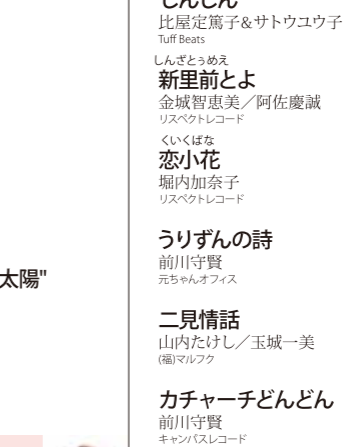 じんじん
比屋定篤子&サトウユウ子
Tuff Beats
しんざとぅめえ
新里前とよ
金城智恵美／阿佐慶誠
リスペクトレコード
くいくばな
恋小花
堀内加奈子
リスペクトレコード
うりずんの詩
前川守賢
元ちゃんオフィス
太陽"
二見情話
山内たけし／玉城一美
(福)マルフク
カチャーチどんどん
前川守賢
キャンパスレコード